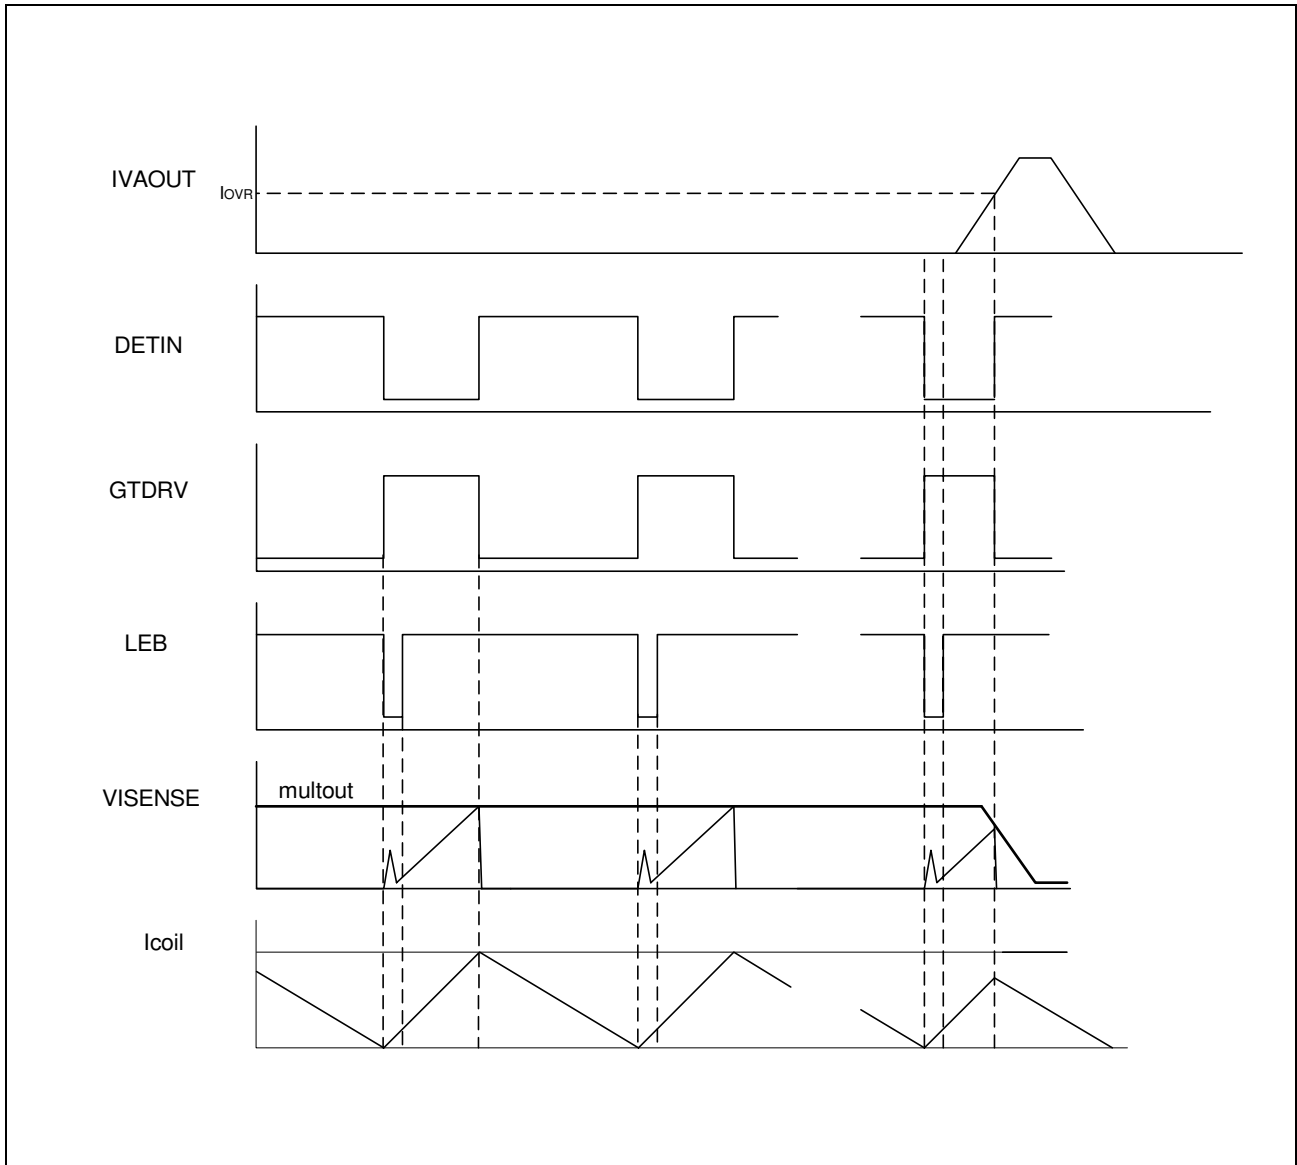 IVAOUT
IOVR
DETIN
GTDRV
LEB
VISENSE
multout
Icoil